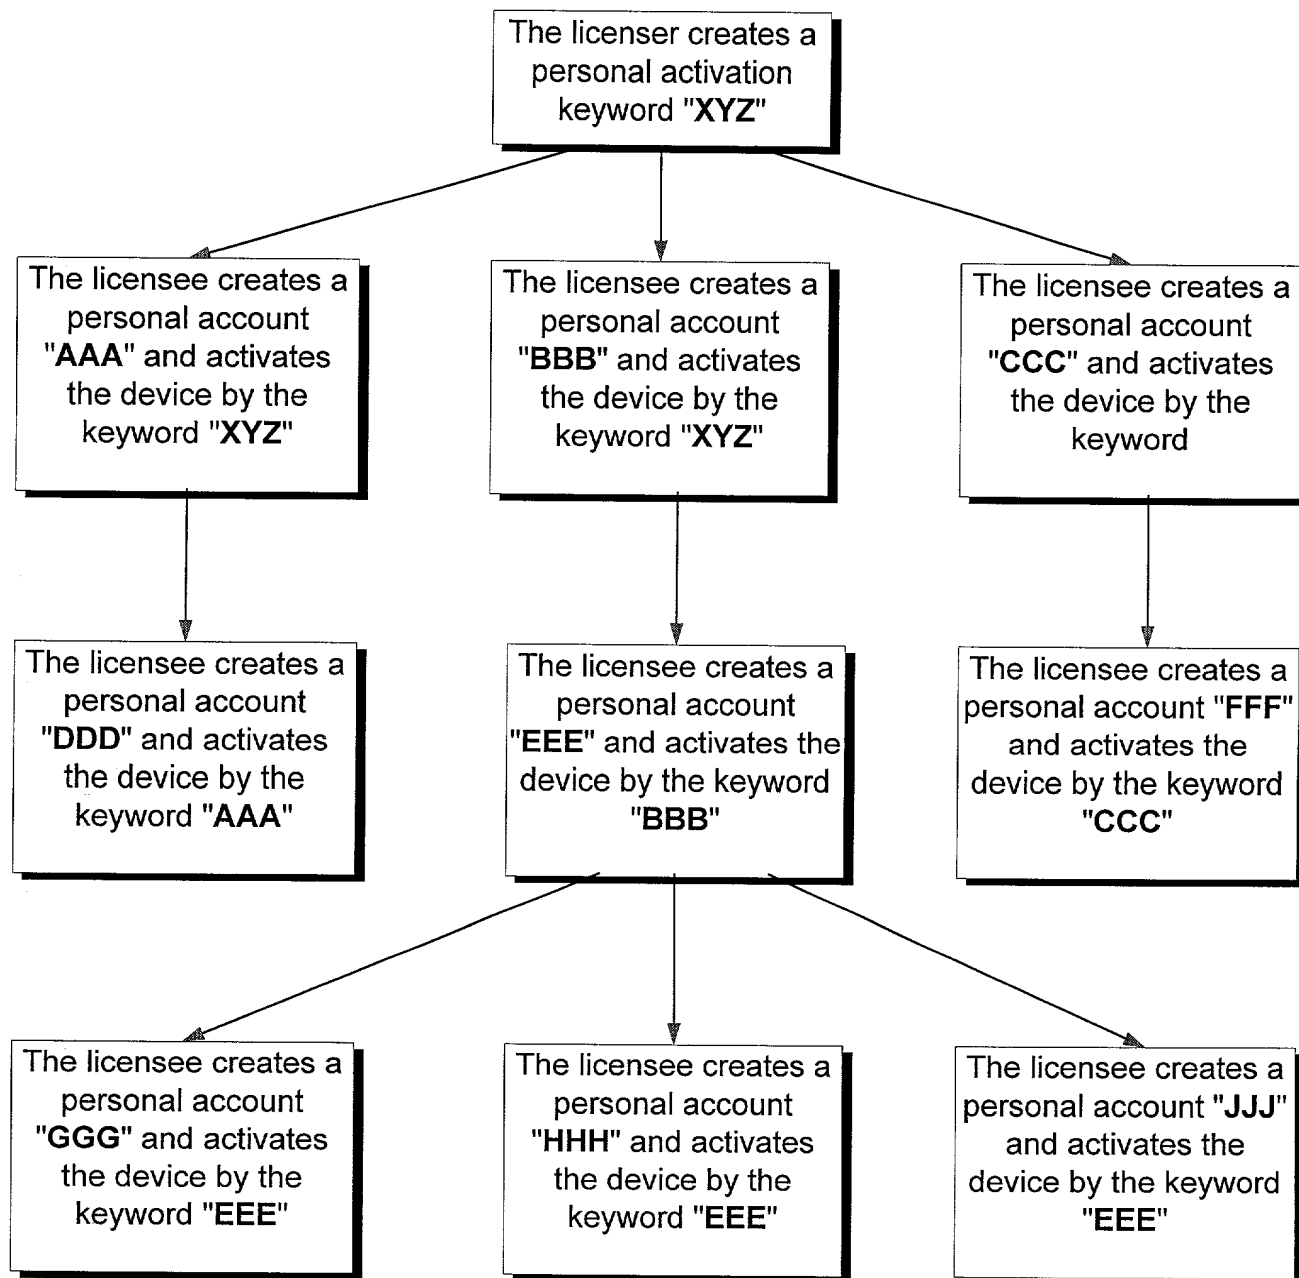 The licenser creates a
personal activation
keyword "XYZ"
The licensee creates a
personal account
"AAA" and activates
the device by the
keyword "XYZ"
The licensee creates a
personal account
"BBB" and activates
the device by the
keyword "XYZ"
The licensee creates a
personal account
"CCC" and activates
the device by the
keyword
The licensee creates a
personal account
"DDD" and activates
the device by the
keyword "AAA"
The licensee creates a
personal account
"EEE" and activates the
device by the keyword
"BBB"
The licensee creates a
personal account "FFF"
and activates the
device by the keyword
"CCC"
The licensee creates a
personal account
"GGG" and activates
the device by the
keyword "EEE"
The licensee creates a
personal account
"HHH" and activates
the device by the
keyword "EEE"
The licensee creates a
personal account "JJJ"
and activates the
device by the keyword
"EEE"